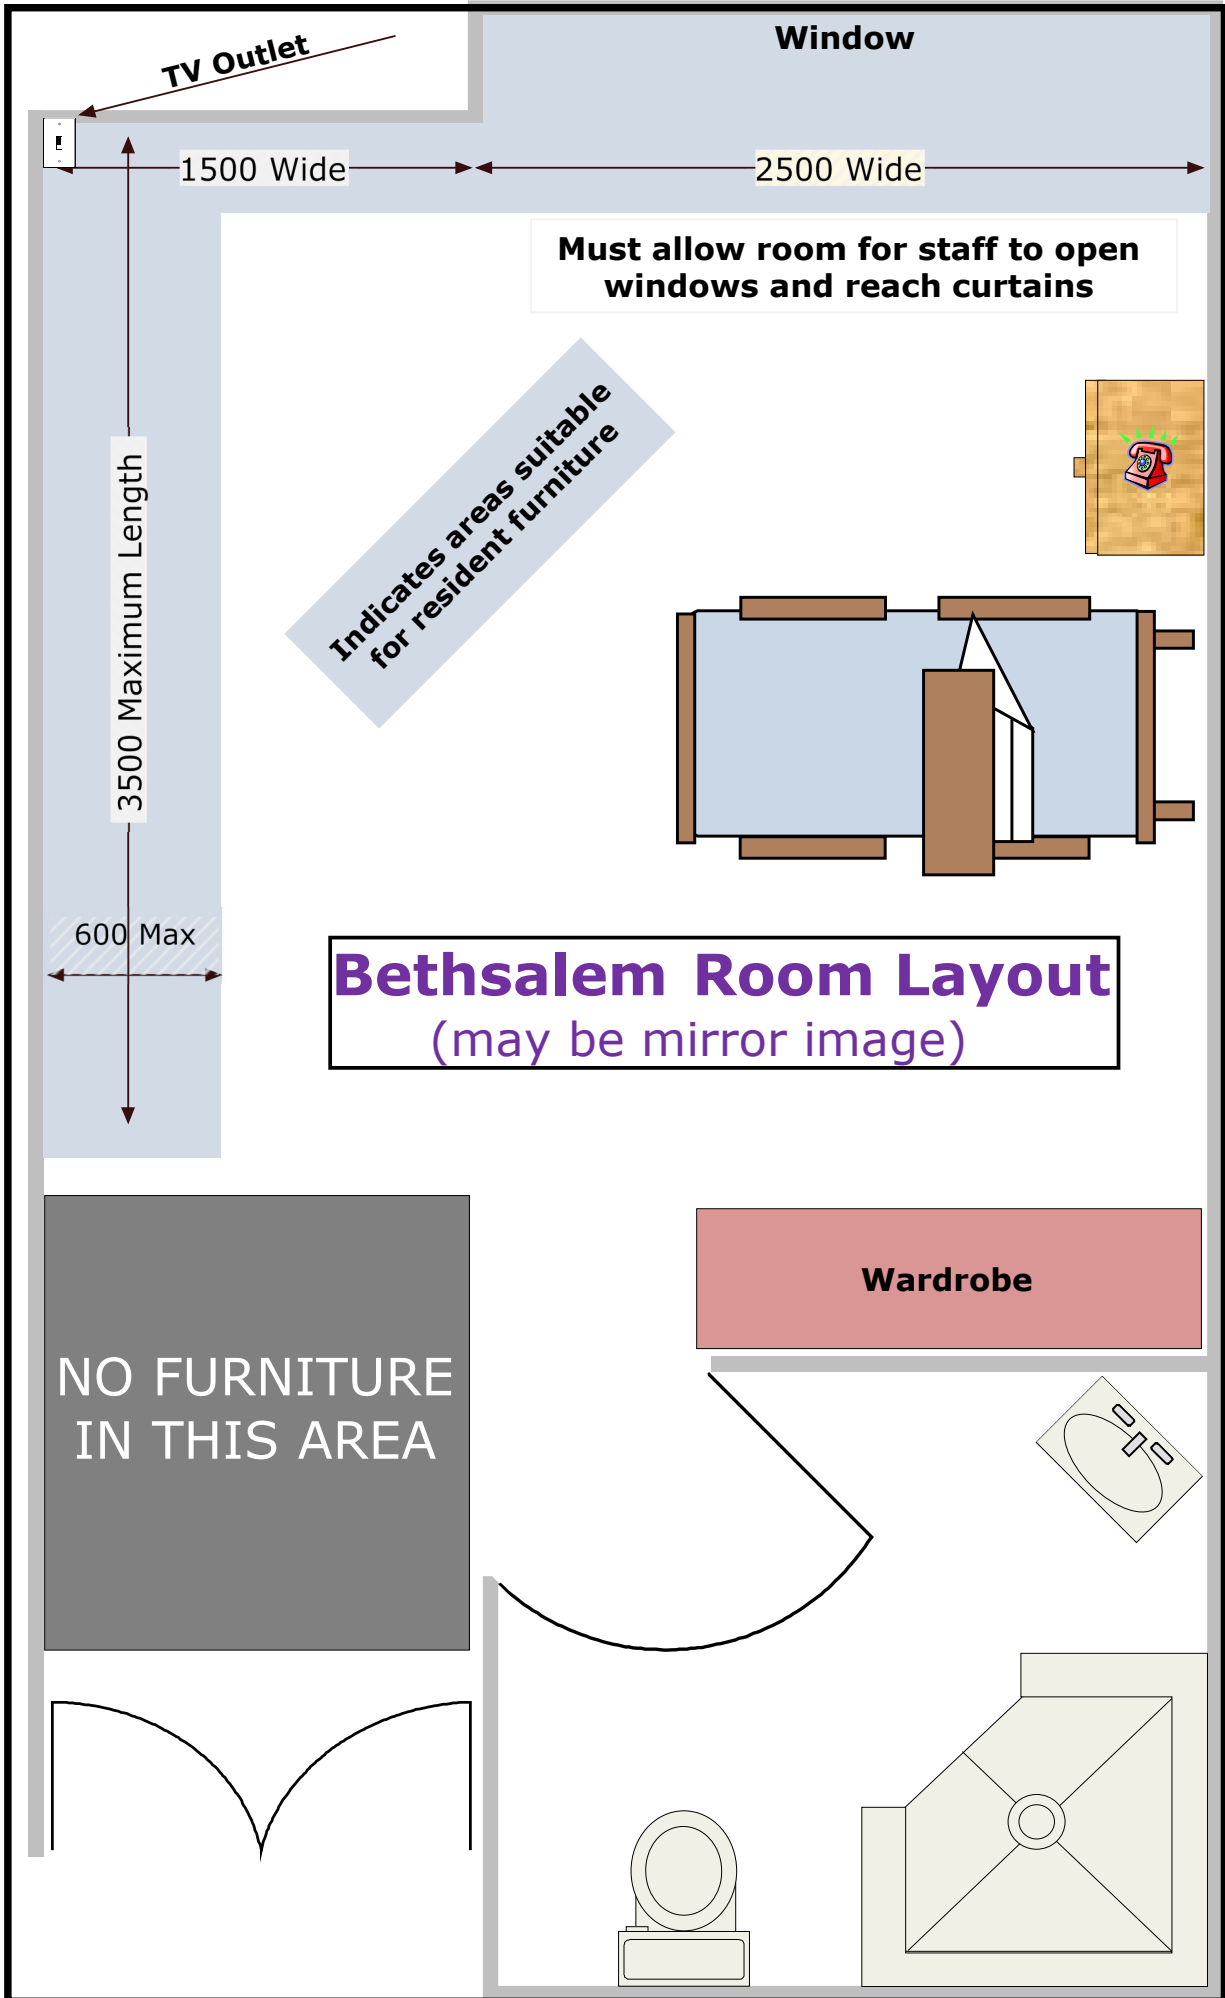 Window
TV Outlet
1500 Wide
2500 Wide
Must allow room for staff to open
windows and reach curtains
Indicates areas suitable
for resident furniture
3500 Maximum Length
600 Max
Bethsalem Room Layout
(may be mirror image)
Wardrobe
NO FURNITURE
IN THIS AREA